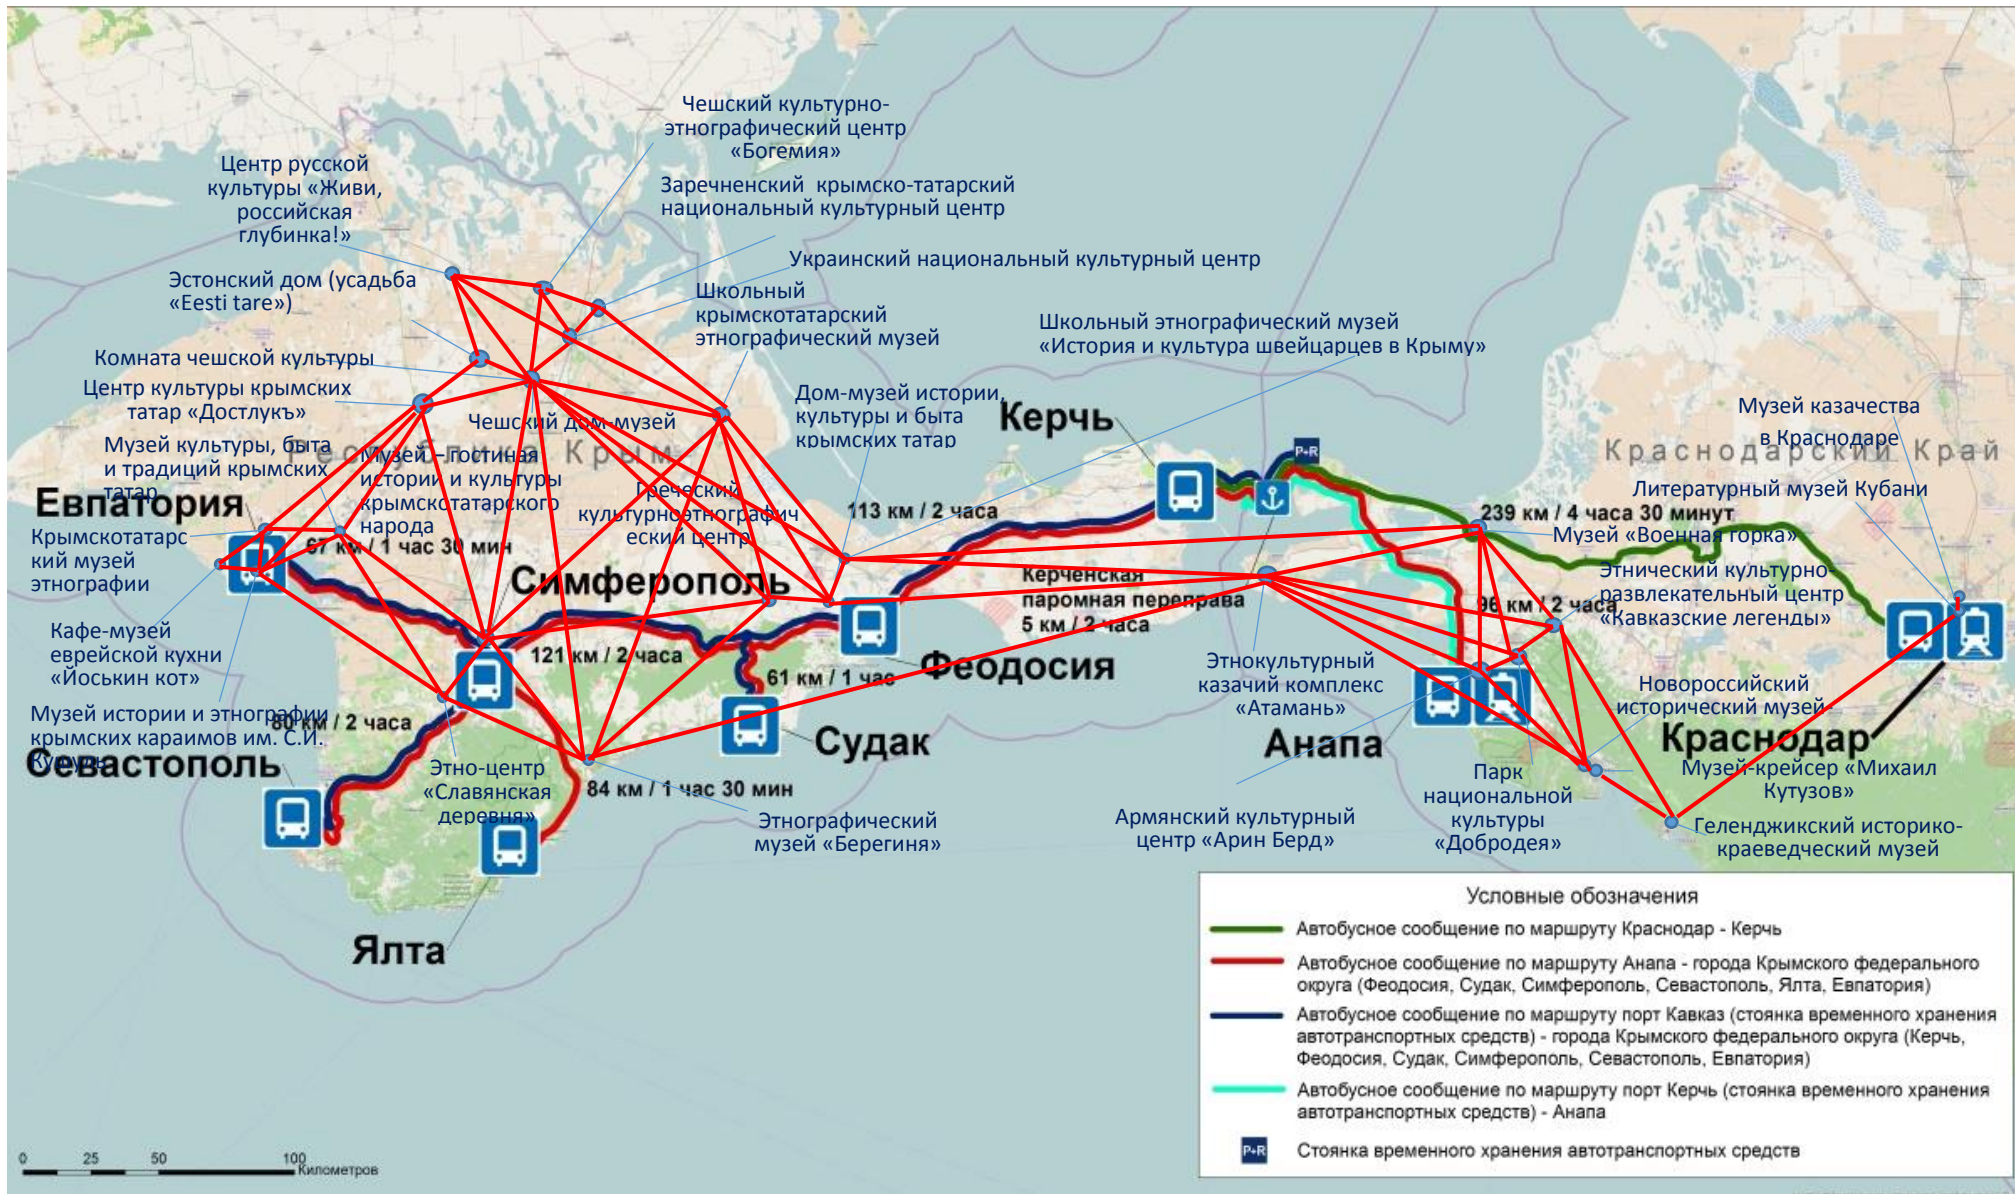 Чешский культурно-
этнографический центр
«Богемия»
Центр русской
культуры «Живи,
российская
глубинка!»
Заречненский крымско-татарский
национальный культурный центр
Украинский национальный культурный центр
Эстонский дом (усадьба
«Eesti tare»)
Школьный
крымскотатарский
этнографический музей
Школьный этнографический музей
«История и культура швейцарцев в Крыму»
Комната чешской культуры
Центр культуры крымских
татар «Достлукъ»
Чешский дом-музей
Дом-музей истории,
культуры и быта
крымских татар
Керчь
P+R
Музей казачества
в Краснодаре
Республика Крым
Краснодарский Край
Музей культуры, быта
и традиций крымских
татар
Музей – гостиная
истории и культуры
крымскотатарского
народа
Греческий
культурноэтнографич
еский центр
Литературный музей Кубани
Евпатория
113 км / 2 часа
239 км / 4 часа 30 минут
Музей «Военная горка»
Крымскотатарс
кий музей
этнографии
67 км / 1 час 30 мин
Симферополь
Керченская
паромная переправа
5 км / 2 часа
96 км / 2 часа
Этнический культурно-
развлекательный центр
«Кавказские легенды»
Кафе-музей
еврейской кухни
«Йоськин кот»
121 км / 2 часа
61 км / 1 час
Феодосия
Этнокультурный
казачий комплекс
«Атамань»
Новороссийский
исторический музей
Музей истории и этнографии
крымских караимов им. С.И.
80 км / 2 часа
Севастополь
Судак
Анапа
Краснодар
Этно-центр
«Славянская
деревня»
84 км / 1 час 30 мин
Парк
национальной
культуры
«Добродея»
Музей-крейсер «Михаил
Кутузов»
Этнографический
музей «Берегиня»
Армянский культурный
центр «Арин Берд»
Геленджикский историко-
краеведческий музей
Ялта
Условные обозначения
Автобусное сообщение по маршруту Краснодар - Керчь
Автобусное сообщение по маршруту Анапа - города Крымского федерального
округа (Феодосия, Судак, Симферополь, Севастополь, Ялта, Евпатория)
Автобусное сообщение по маршруту порт Кавказ (стоянка временного хранения
автотранспортных средств) - города Крымского федерального округа (Керчь,
Феодосия, Судак, Симферополь, Севастополь, Евпатория)
Автобусное сообщение по маршруту порт Керчь (стоянка временного хранения
автотранспортных средств) - Анапа
P+R Стоянка временного хранения автотранспортных средств
0 25 50 100
Километров